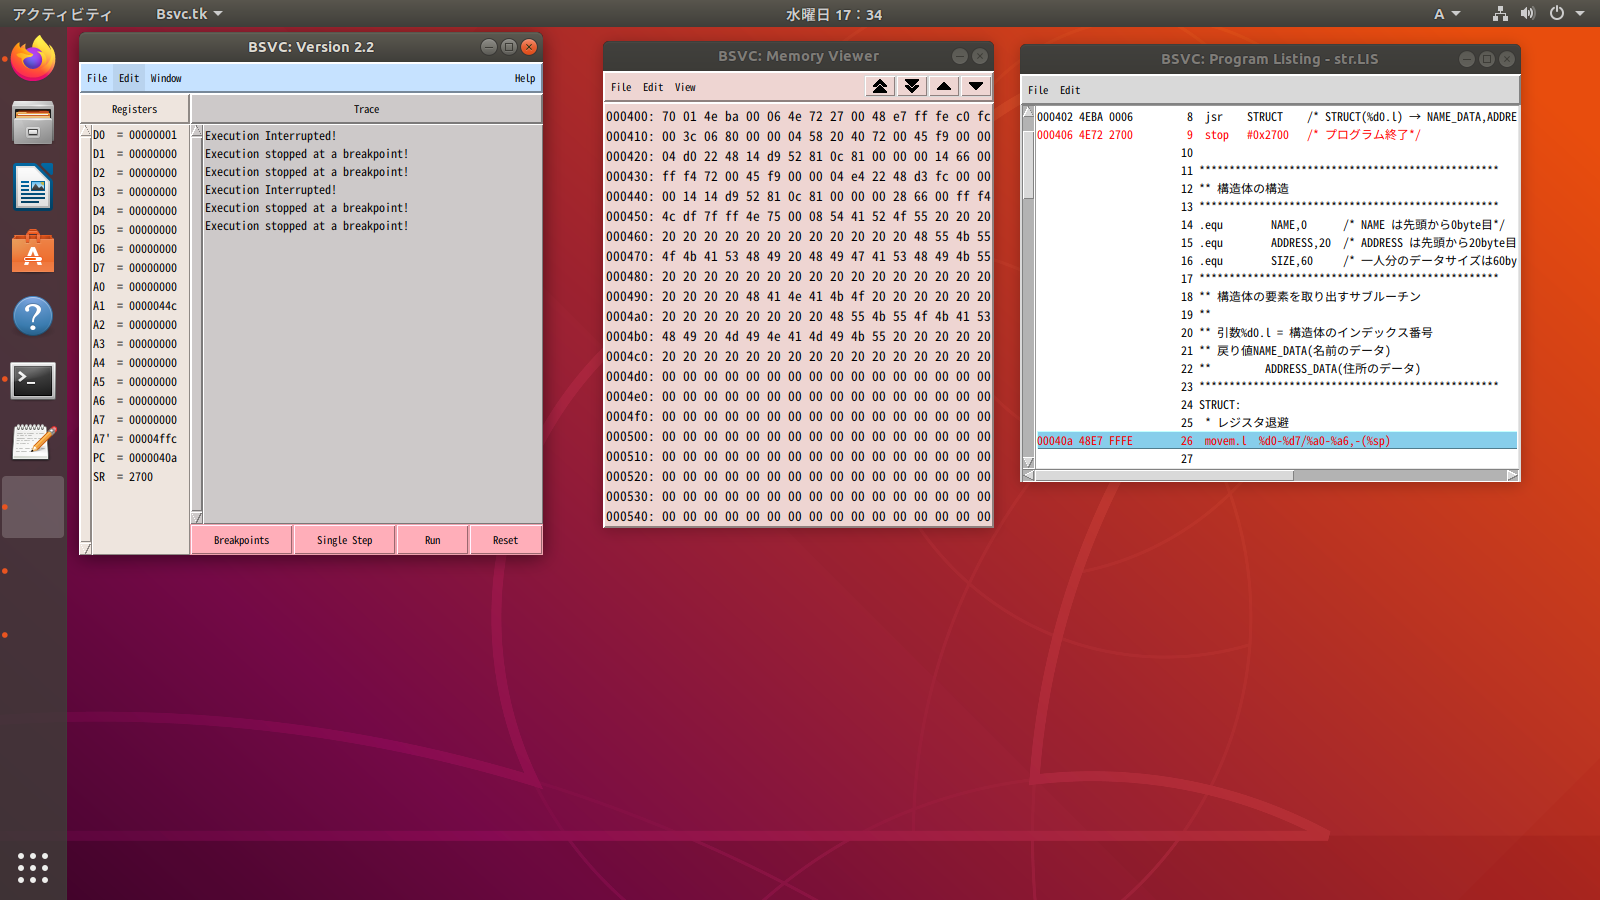 アクティビティ
Bsvc.tk
水曜日 17：34
A
BSVC: Version 2.2
File Edit Window Help
Registers
Trace
D0 = 00000001
D1 = 00000000
D2 = 00000000
D3 = 00000000
D4 = 00000000
D5 = 00000000
D6 = 00000000
D7 = 00000000
A0 = 00000000
A1 = 0000044c
A2 = 00000000
A3 = 00000000
A4 = 00000000
A5 = 00000000
A6 = 00000000
A7 = 00000000
A7' = 00004ffc
PC = 0000040a
SR = 2700
Execution Interrupted!
Execution stopped at a breakpoint!
Execution stopped at a breakpoint!
Execution Interrupted!
Execution stopped at a breakpoint!
Execution stopped at a breakpoint!
Breakpoints
Single Step
Run
Reset
BSVC: Memory Viewer
File Edit View
000400: 70 01 4e ba 00 06 4e 72 27 00 48 e7 ff fe c0 fc
000410: 00 3c 06 80 00 00 04 58 20 40 72 00 45 f9 00 00
000420: 04 d0 22 48 14 d9 52 81 0c 81 00 00 00 14 66 00
000430: ff f4 72 00 45 f9 00 00 04 e4 22 48 d3 fc 00 00
000440: 00 14 14 d9 52 81 0c 81 00 00 00 28 66 00 ff f4
000450: 4c df 7f ff 4e 75 00 08 54 41 52 4f 55 20 20 20
000460: 20 20 20 20 20 20 20 20 20 20 20 20 48 55 4b 55
000470: 4f 4b 41 53 48 49 20 48 49 47 41 53 48 49 4b 55
000480: 20 20 20 20 20 20 20 20 20 20 20 20 20 20 20 20
000490: 20 20 20 20 48 41 4e 41 4b 4f 20 20 20 20 20 20
0004a0: 20 20 20 20 20 20 20 20 48 55 4b 55 4f 4b 41 53
0004b0: 48 49 20 4d 49 4e 41 4d 49 4b 55 20 20 20 20 20
0004c0: 20 20 20 20 20 20 20 20 20 20 20 20 20 20 20 20
0004d0: 00 00 00 00 00 00 00 00 00 00 00 00 00 00 00 00
0004e0: 00 00 00 00 00 00 00 00 00 00 00 00 00 00 00 00
0004f0: 00 00 00 00 00 00 00 00 00 00 00 00 00 00 00 00
000500: 00 00 00 00 00 00 00 00 00 00 00 00 00 00 00 00
000510: 00 00 00 00 00 00 00 00 00 00 00 00 00 00 00 00
000520: 00 00 00 00 00 00 00 00 00 00 00 00 00 00 00 00
000530: 00 00 00 00 00 00 00 00 00 00 00 00 00 00 00 00
000540: 00 00 00 00 00 00 00 00 00 00 00 00 00 00 00 00
BSVC: Program Listing - str.LIS
File Edit
000402 4EBA 0006 8 jsr STRUCT /* STRUCT(%d0.l) → NAME_DATA,ADDRE
000406 4E72 2700 9 stop #0x2700 /* プログラム終了*/
10
11 **************************************************
12 ** 構造体の構造
13 **************************************************
14 .equ NAME,0 /* NAME は先頭から0byte目*/
15 .equ ADDRESS,20 /* ADDRESS は先頭から20byte目
16 .equ SIZE,60 /* 一人分のデータサイズは60by
17 **************************************************
18 ** 構造体の要素を取り出すサブルーチン
19 **
20 ** 引数%d0.l = 構造体のインデックス番号
21 ** 戻り値NAME_DATA(名前のデータ)
22 ** ADDRESS_DATA(住所のデータ)
23 **************************************************
24 STRUCT:
25 * レジスタ退避
00040a 48E7 FFFE 26 movem.l %d0-%d7/%a0-%a6,-(%sp)
27